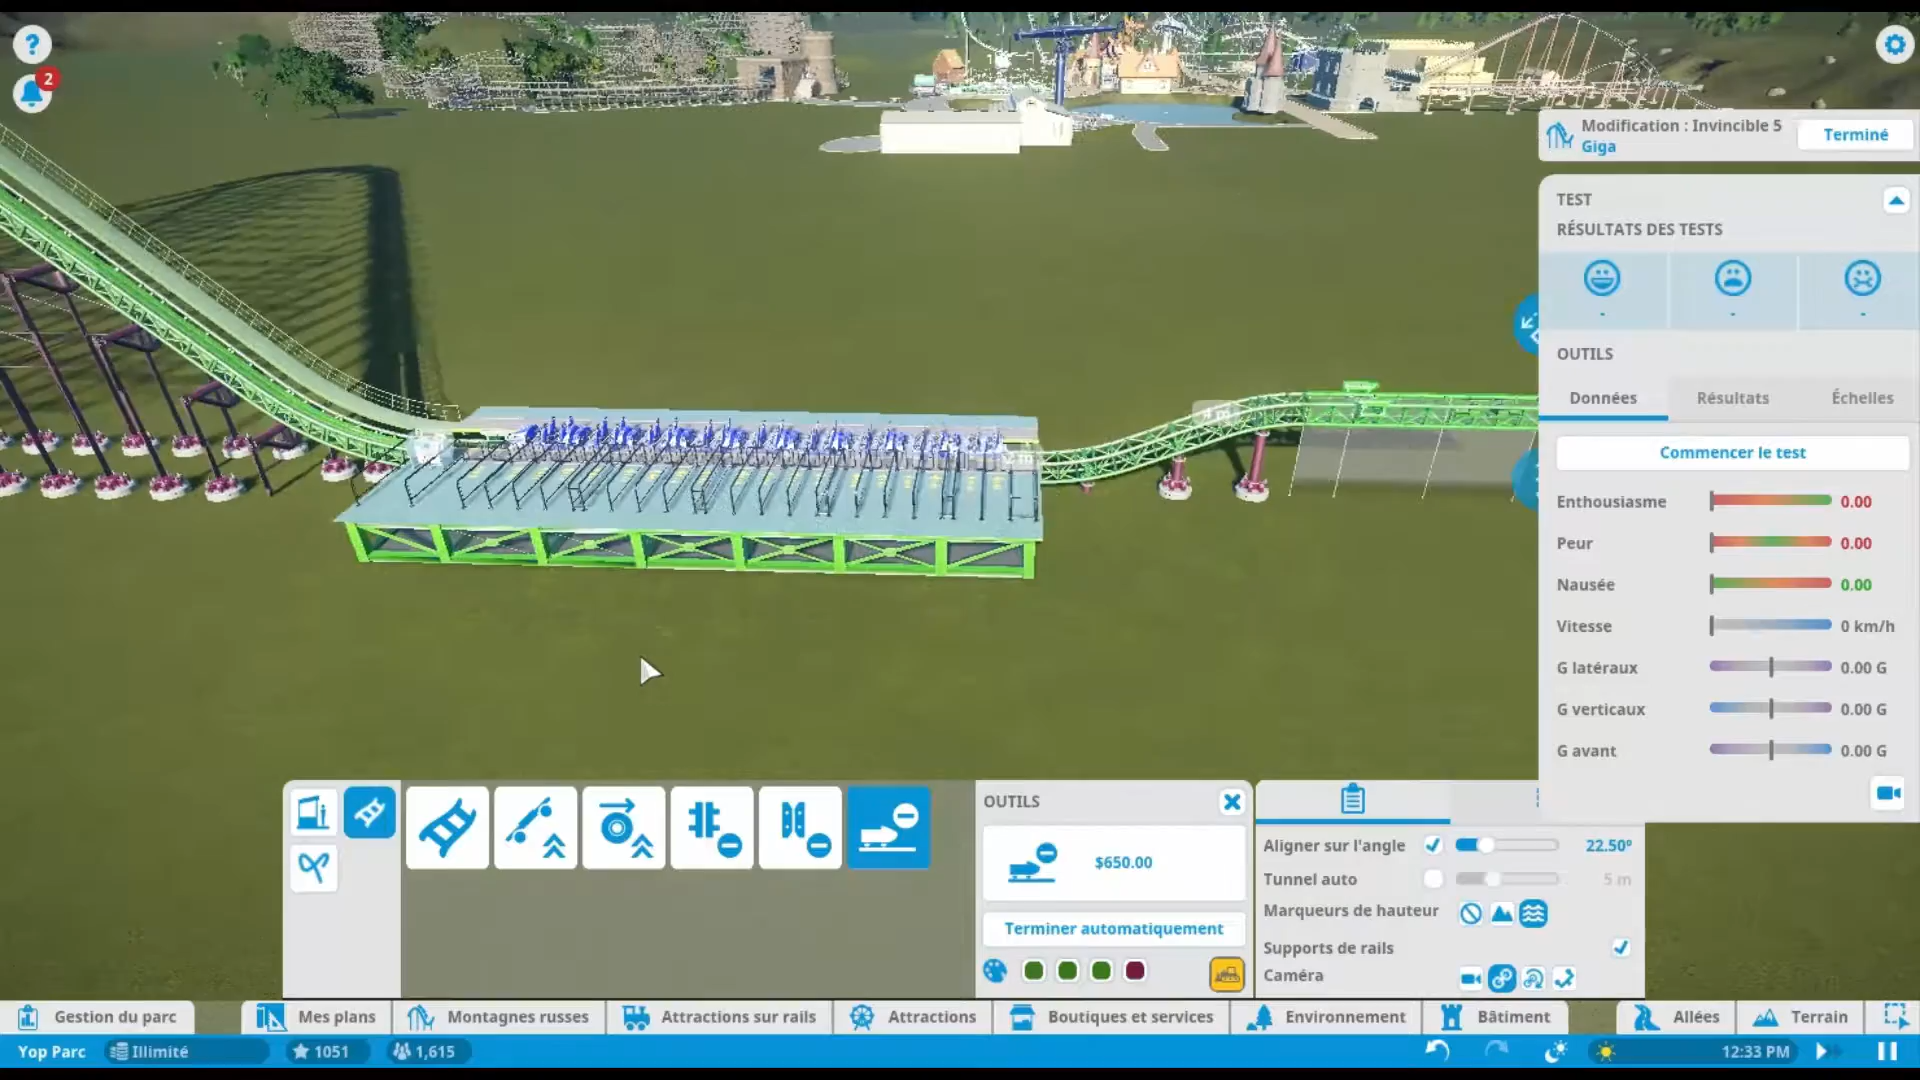 ?
2
Modification : Invincible 5
Giga
Terminé
TEST
RÉSULTATS DES TESTS
-
-
-
OUTILS
Données
Résultats
Échelles
Commencer le test
Enthousiasme
0.00
Peur
0.00
Nausée
0.00
Vitesse
0 km/h
G latéraux
0.00 G
G verticaux
0.00 G
G avant
0.00 G
4 m
2 m
OUTILS
$650.00
Terminer automatiquement
Aligner sur l'angle
22.50°
Tunnel auto
5 m
Marqueurs de hauteur
Supports de rails
Caméra
Gestion du parc
Mes plans
Montagnes russes
Attractions sur rails
Attractions
Boutiques et services
Environnement
Bâtiment
Allées
Terrain
Yop Parc
Illimité
1051
1,615
12:33 PM